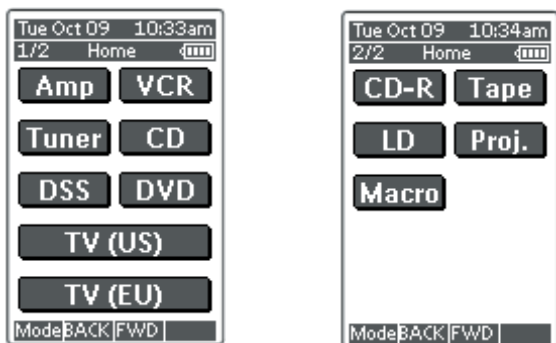 Tue Oct 09 10:33am
1/2 Home
Amp VCR
Tuner CD
DSS DVD
TV (US)
TV (EU)
Mode BACK FWD
Tue Oct 09 10:34am
2/2 Home
CD-R Tape
LD Proj.
Macro
Mode BACK FWD